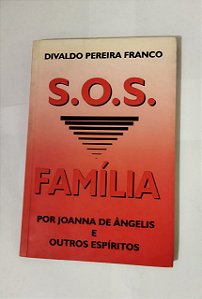 DIVALDO PEREIRA FRANCO
S.O.S.
FAMÍLIA
POR JOANNA DE ÂNGELIS
E
OUTROS ESPÍRITOS